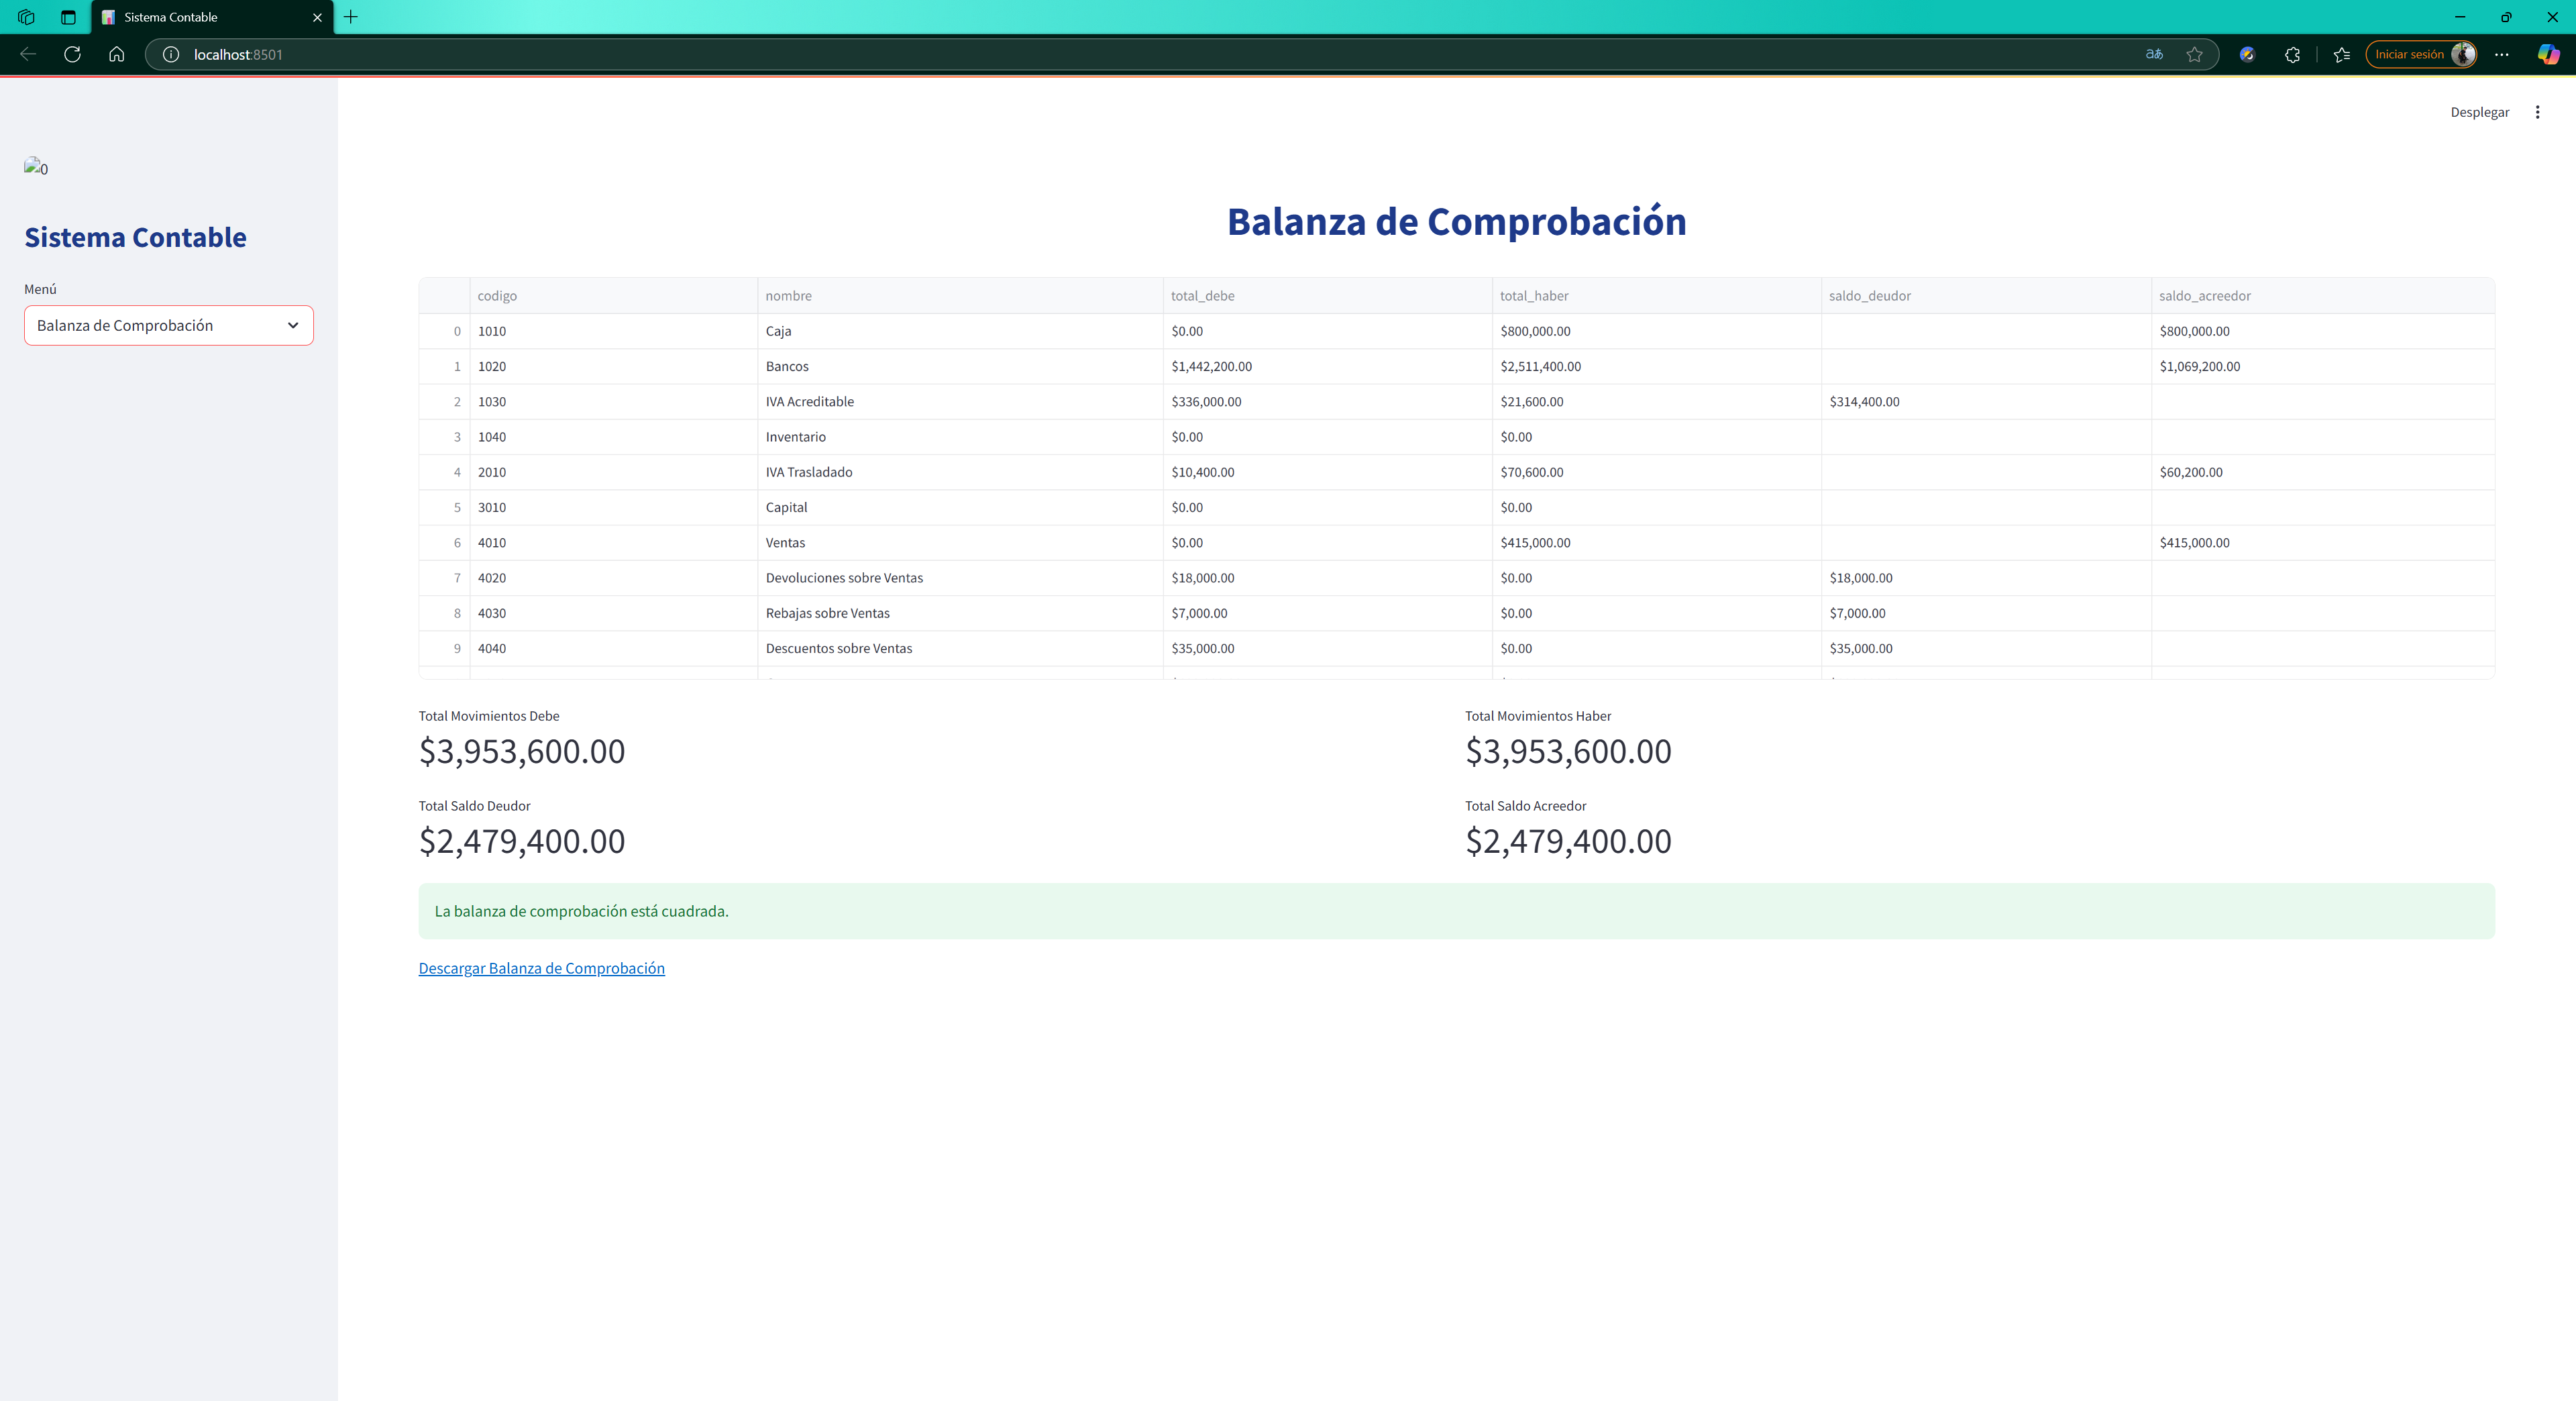 Sistema Contable
localhost:8501
Iniciar sesión
Desplegar
0
Sistema Contable
Menú
Balanza de Comprobación
Balanza de Comprobación
codigo nombre total_debe total_haber saldo_deudor saldo_acreedor
0 1010 Caja $0.00 $800,000.00 $800,000.00
1 1020 Bancos $1,442,200.00 $2,511,400.00 $1,069,200.00
2 1030 IVA Acreditable $336,000.00 $21,600.00 $314,400.00
3 1040 Inventario $0.00 $0.00
4 2010 IVA Trasladado $10,400.00 $70,600.00 $60,200.00
5 3010 Capital $0.00 $0.00
6 4010 Ventas $0.00 $415,000.00 $415,000.00
7 4020 Devoluciones sobre Ventas $18,000.00 $0.00 $18,000.00
8 4030 Rebajas sobre Ventas $7,000.00 $0.00 $7,000.00
9 4040 Descuentos sobre Ventas $35,000.00 $0.00 $35,000.00
Total Movimientos Debe Total Movimientos Haber
$3,953,600.00 $3,953,600.00
Total Saldo Deudor Total Saldo Acreedor
$2,479,400.00 $2,479,400.00
La balanza de comprobación está cuadrada.
Descargar Balanza de Comprobación